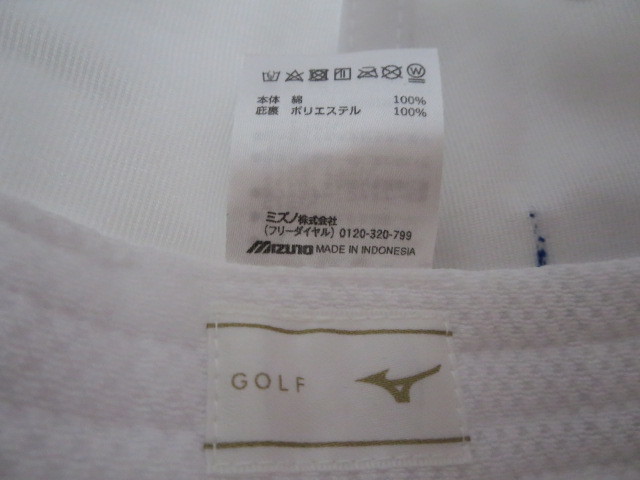 本体 綿 100%
庇裏 ポリエステル 100%
ミズノ株式会社
(フリーダイヤル) 0120-320-799
MIZUNO MADE IN INDONESIA
GOLF